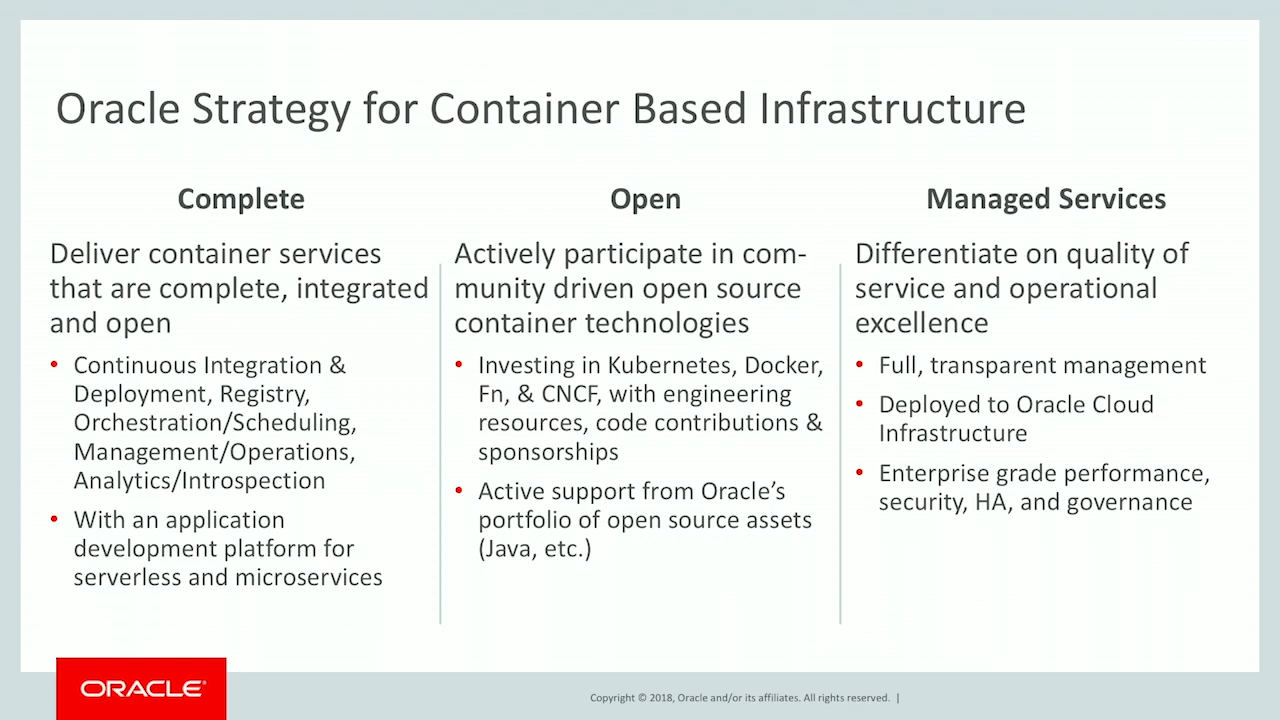 Oracle Strategy for Container Based Infrastructure
Complete
Deliver container services
that are complete, integrated
and open
• Continuous Integration &
Deployment, Registry,
Orchestration/Scheduling,
Management/Operations,
Analytics/Introspection
• With an application
development platform for
serverless and microservices
Open
Actively participate in com-
munity driven open source
container technologies
• Investing in Kubernetes, Docker,
Fn, & CNCF, with engineering
resources, code contributions &
sponsorships
• Active support from Oracle’s
portfolio of open source assets
(Java, etc.)
Managed Services
Differentiate on quality of
service and operational
excellence
• Full, transparent management
• Deployed to Oracle Cloud
Infrastructure
• Enterprise grade performance,
security, HA, and governance
ORACLE®
Copyright © 2018, Oracle and/or its affiliates. All rights reserved. |